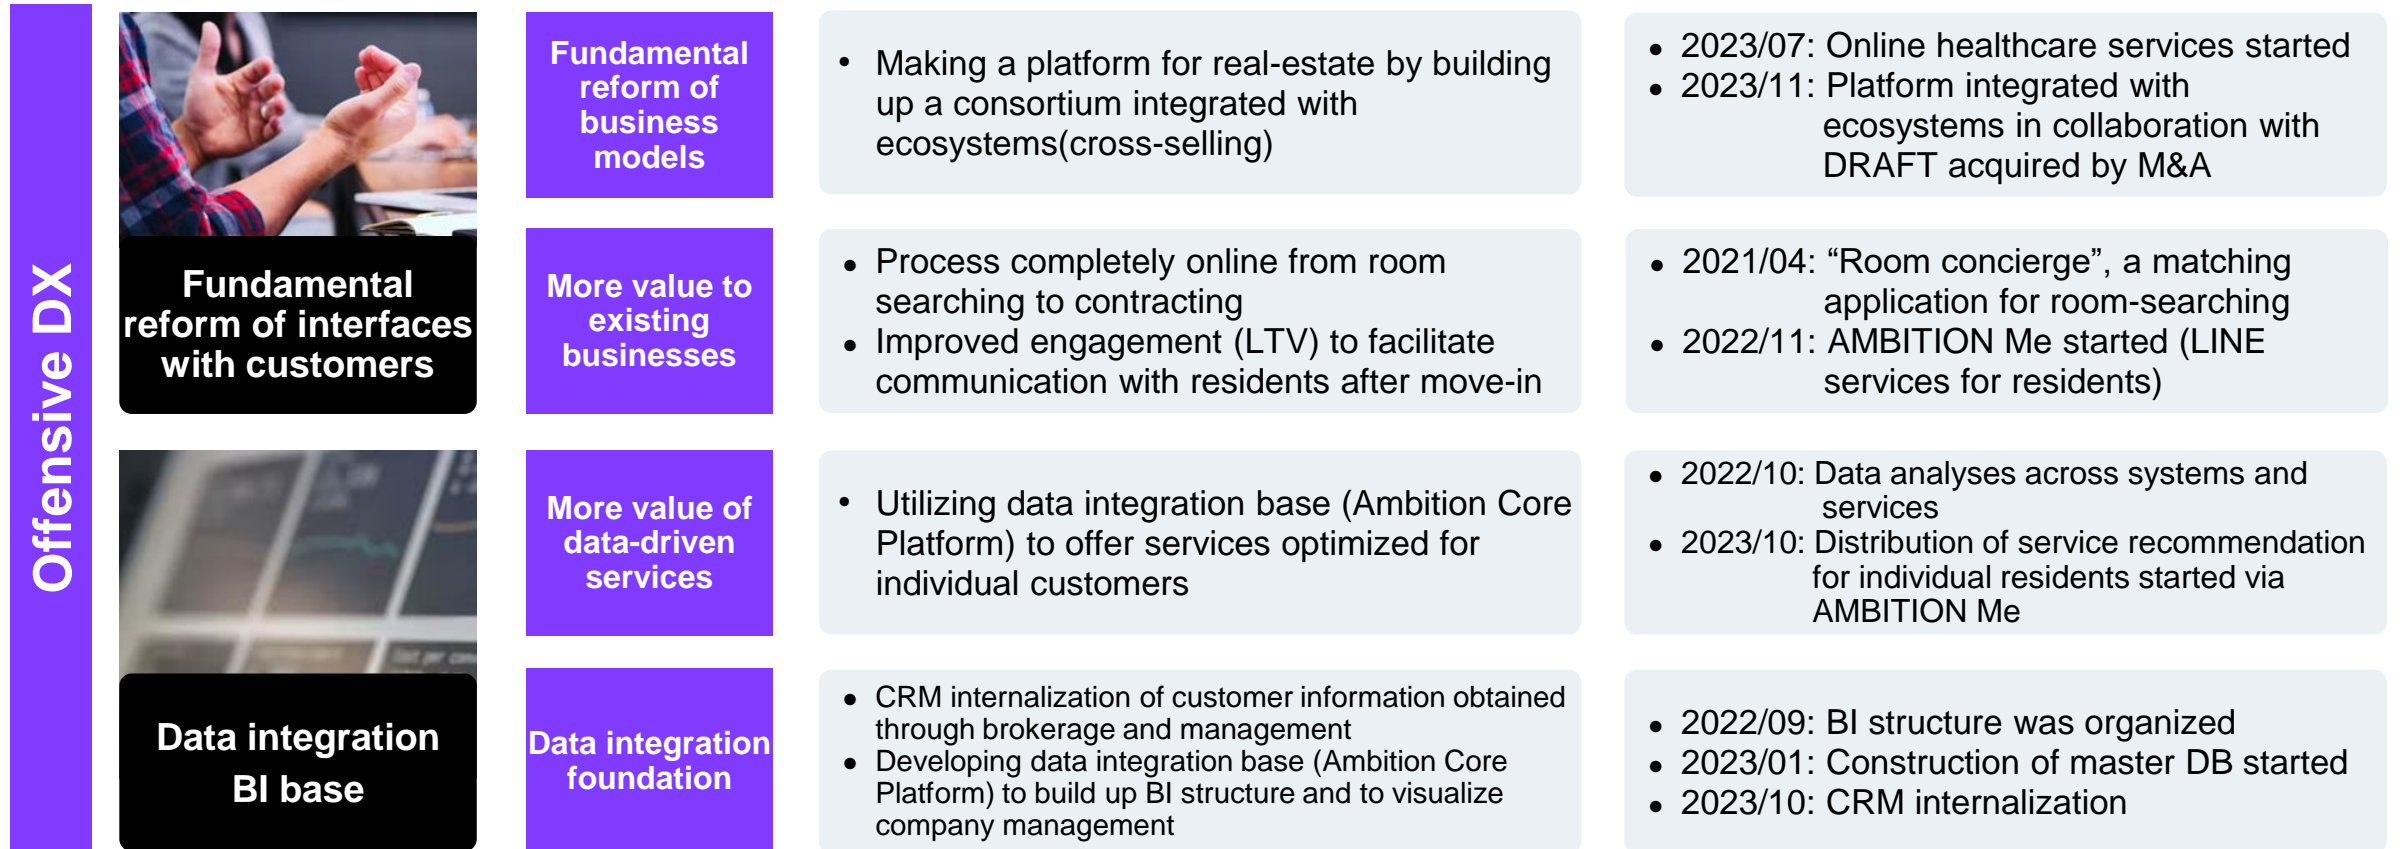 Offensive DX
Fundamental
reform of interfaces
with customers
Fundamental
reform of
business
models
• Making a platform for real-estate by building
up a consortium integrated with
ecosystems(cross-selling)
• 2023/07: Online healthcare services started
• 2023/11: Platform integrated with
ecosystems in collaboration with
DRAFT acquired by M&A
More value to
existing
businesses
• Process completely online from room
searching to contracting
• Improved engagement (LTV) to facilitate
communication with residents after move-in
• 2021/04: “Room concierge”, a matching
application for room-searching
• 2022/11: AMBITION Me started (LINE
services for residents)
Data integration
BI base
More value of
data-driven
services
• Utilizing data integration base (Ambition Core
Platform) to offer services optimized for
individual customers
• 2022/10: Data analyses across systems and
services
• 2023/10: Distribution of service recommendation
for individual residents started via
AMBITION Me
Data integration
foundation
• CRM internalization of customer information obtained
through brokerage and management
• Developing data integration base (Ambition Core
Platform) to build up BI structure and to visualize
company management
• 2022/09: BI structure was organized
• 2023/01: Construction of master DB started
• 2023/10: CRM internalization